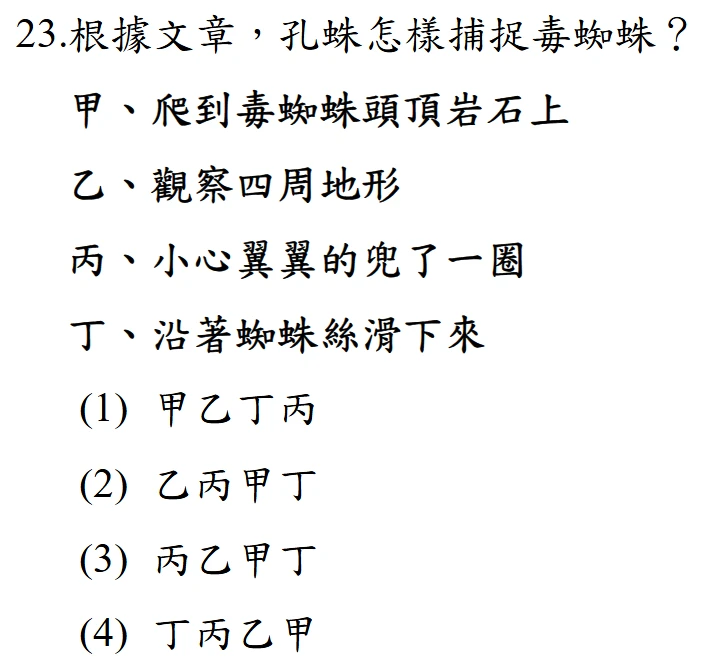 23.根據文章，孔蛛怎樣捕捉毒蜘蛛？
甲、爬到毒蜘蛛頭頂岩石上
乙、觀察四周地形
丙、小心翼翼的兜了一圈
丁、沿著蜘蛛絲滑下來
(1) 甲乙丁丙
(2) 乙丙甲丁
(3) 丙乙甲丁
(4) 丁丙乙甲